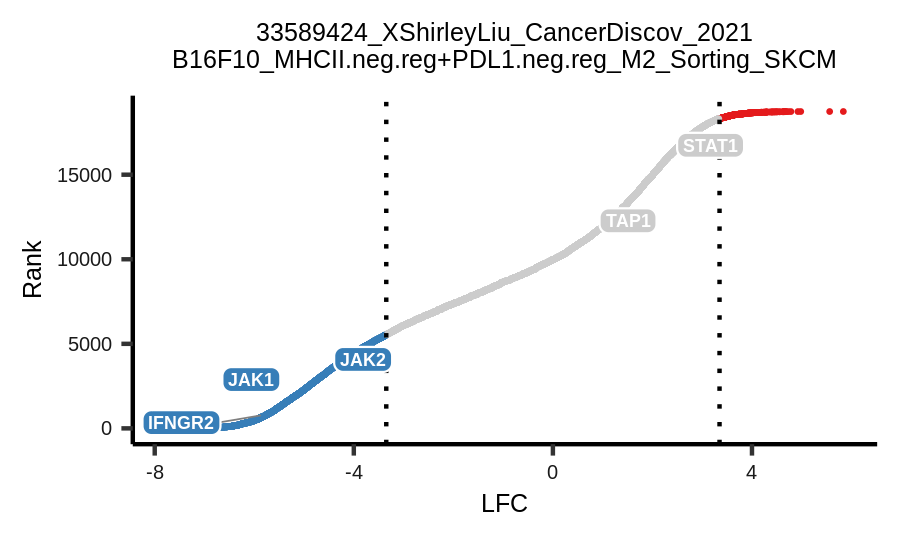 33589424_XShirleyLiu_CancerDiscov_2021
B16F10_MHCII.neg.reg+PDL1.neg.reg_M2_Sorting_SKCM
Rank
15000
10000
5000
0
STAT1
TAP1
JAK2
JAK1
IFNGR2
-8
-4
0
4
LFC